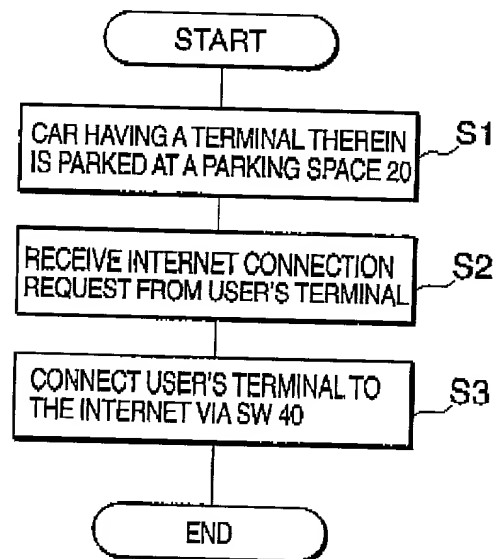 START
CAR HAVING A TERMINAL THEREIN
IS PARKED AT A PARKING SPACE 20
S1
RECEIVE INTERNET CONNECTION
REQUEST FROM USER'S TERMINAL
S2
CONNECT USER'S TERMINAL TO
THE INTERNET VIA SW 40
S3
END